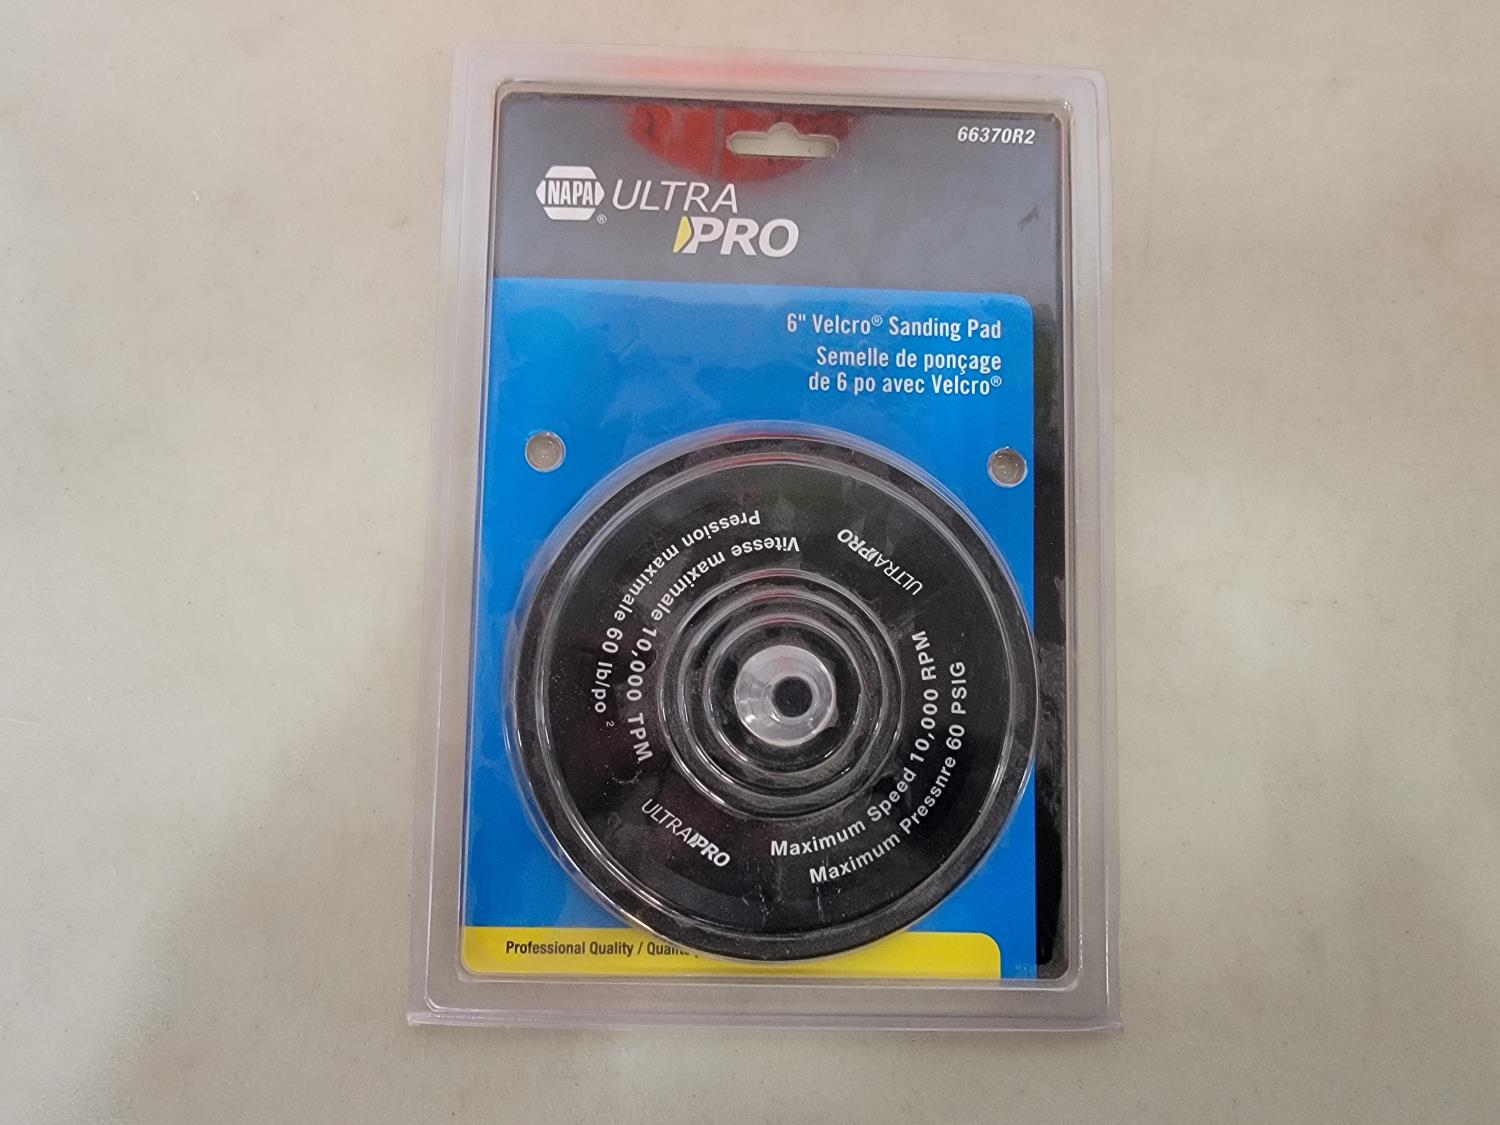 66370R2
NAPA ® ULTRA
PRO
6" Velcro® Sanding Pad
Semelle de ponçage
de 6 po avec Velcro®
Pression maximale 60 lb/po 2
Vitesse maximale 10,000 TPM
ULTRAPRO
Maximum Speed 10,000 RPM
Maximum Pressnre 60 PSIG
ULTRAPRO
Professional Quality /